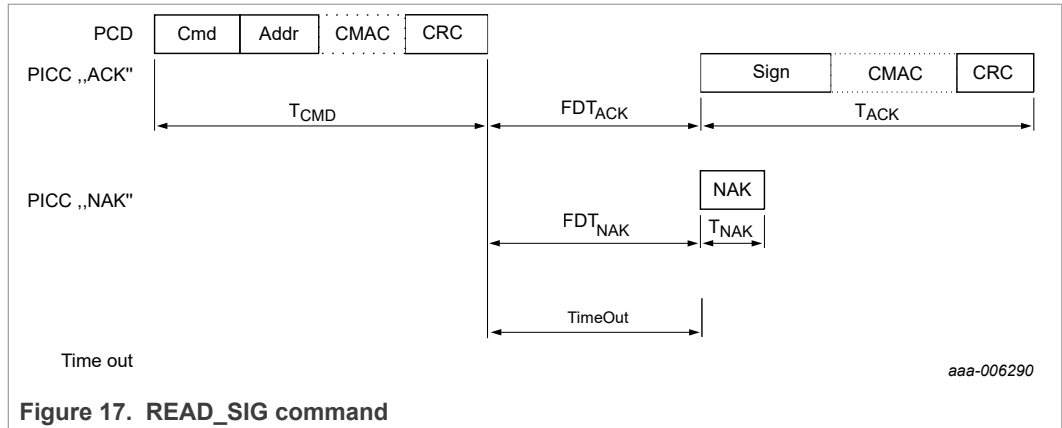 PCD Cmd Addr CMAC CRC
PICC ,,ACK" Sign CMAC CRC
TCMD FDTACK TACK
PICC ,,NAK" NAK
FDTNAK TNAK
TimeOut
Time out
aaa-006290
Figure 17. READ_SIG command